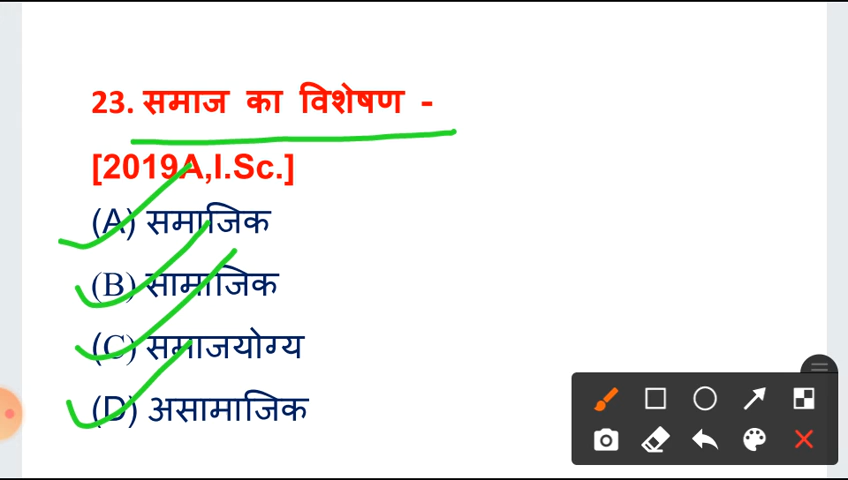 23. समाज का विशेषण -
[2019A,I.Sc.]
(A) समाजिक
(B) सामाजिक
(C) समाजयोग्य
(D) असामाजिक